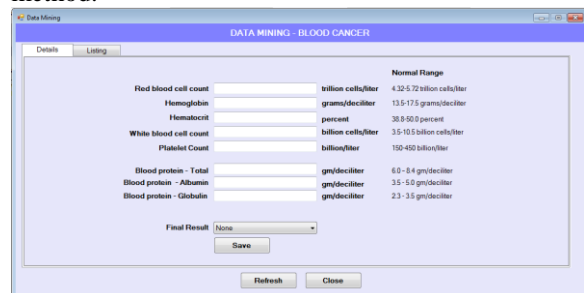 method.
Data Mining
DATA MINING - BLOOD CANCER
Details Listing
Normal Range
Red blood cell count trillion cells/liter 4.32-5.72 trillion cells/liter
Hemoglobin grams/deciliter 13.5-17.5 grams/deciliter
Hematocrit percent 38.8-50.0 percent
White blood cell count billion cells/liter 3.5-10.5 billion cells/liter
Platelet Count billion/liter 150-450 billion/liter
Blood protein - Total gm/deciliter 6.0 - 8.4 gm/deciliter
Blood protein - Albumin gm/deciliter 3.5 - 5.0 gm/deciliter
Blood protein - Globulin gm/deciliter 2.3 - 3.5 gm/deciliter
Final Result None
Save
Refresh Close